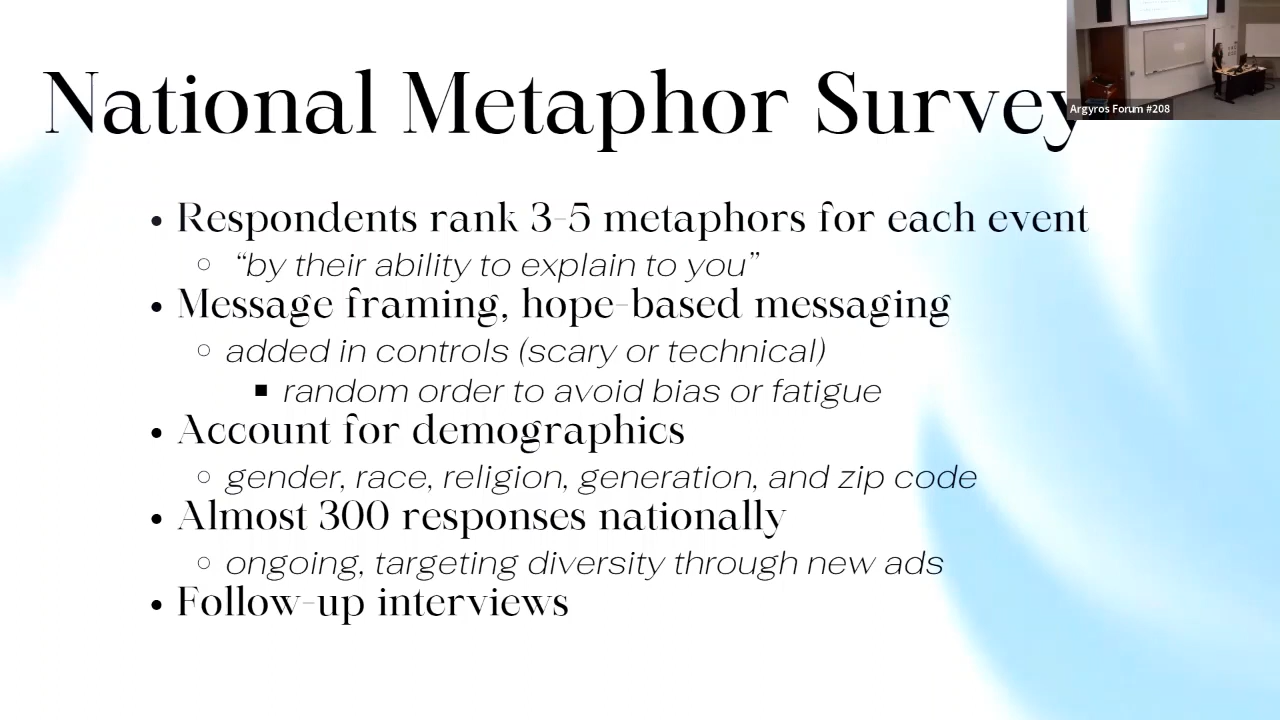 National Metaphor Survey
Argyros Forum #208
• Respondents rank 3-5 metaphors for each event
○ “by their ability to explain to you”
• Message framing, hope-based messaging
○ added in controls (scary or technical)
■ random order to avoid bias or fatigue
• Account for demographics
○ gender, race, religion, generation, and zip code
• Almost 300 responses nationally
○ ongoing, targeting diversity through new ads
• Follow-up interviews